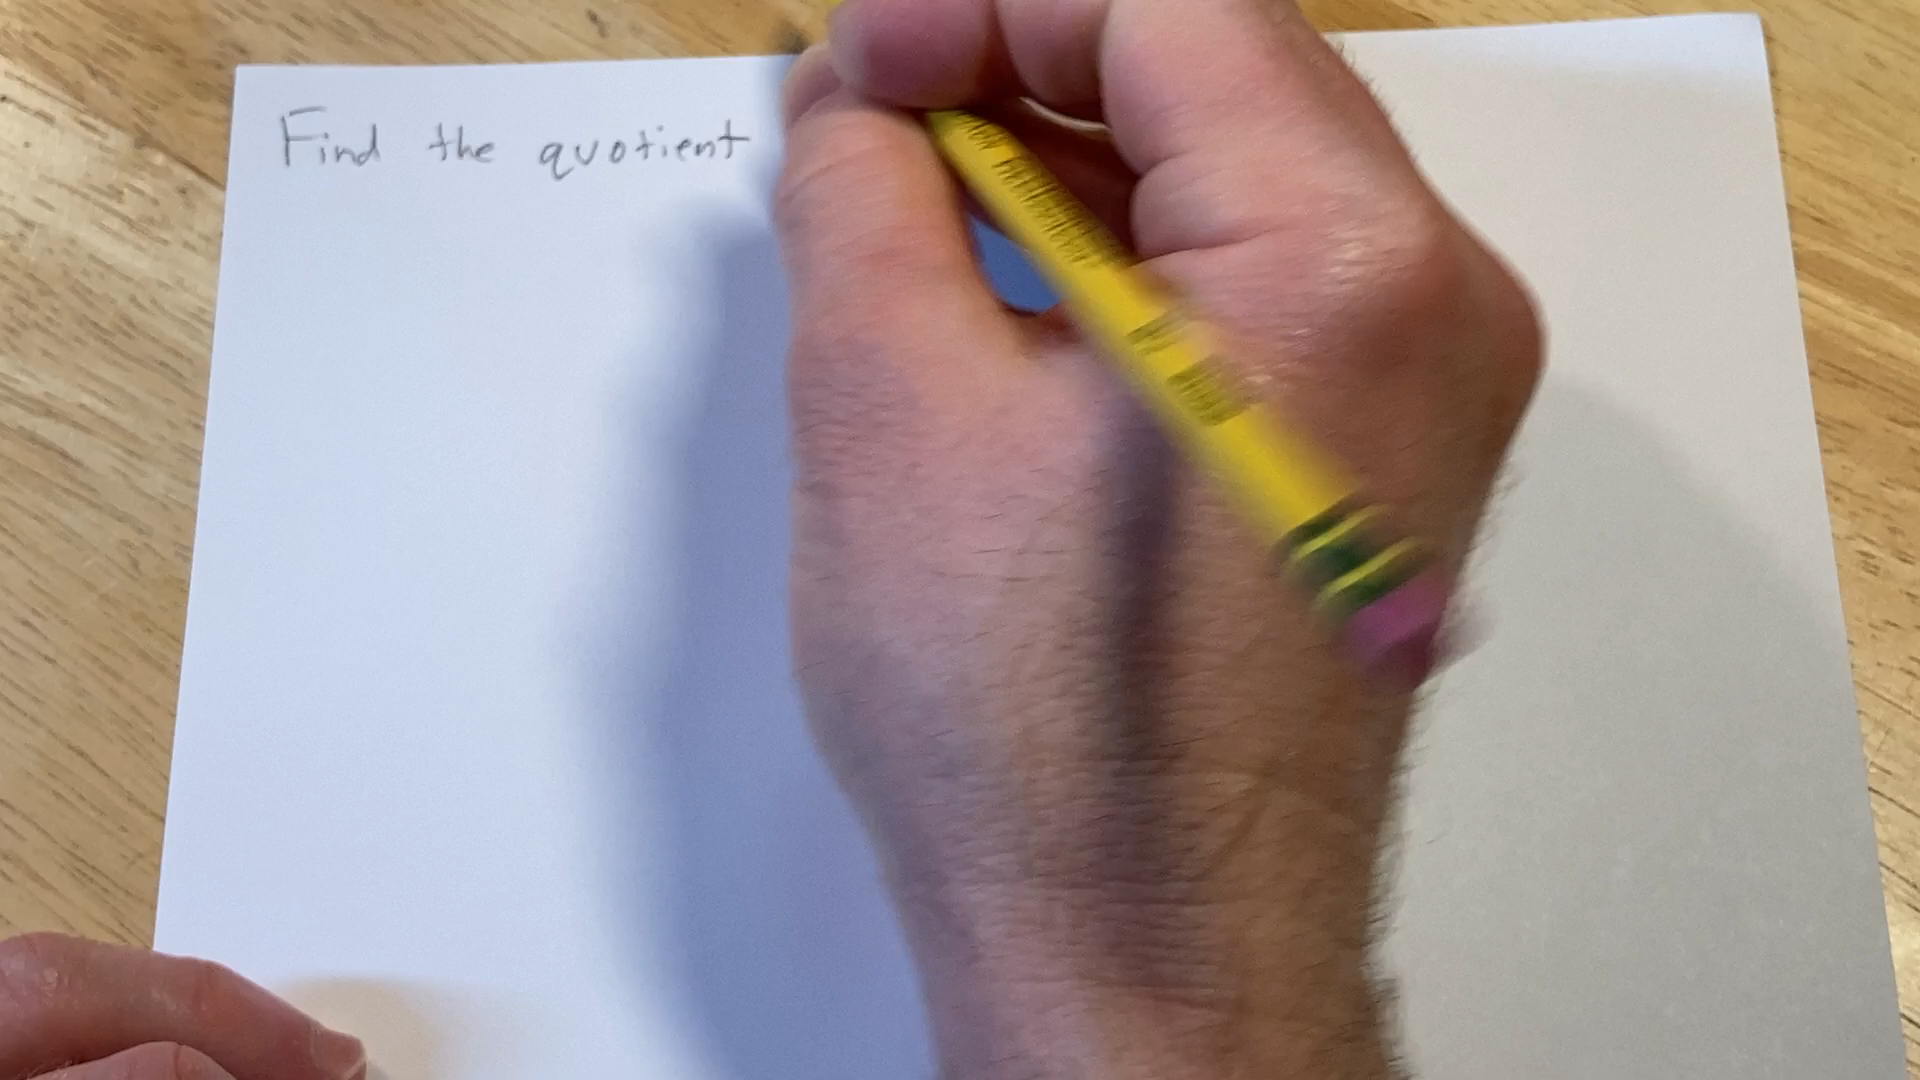 Find the quotient